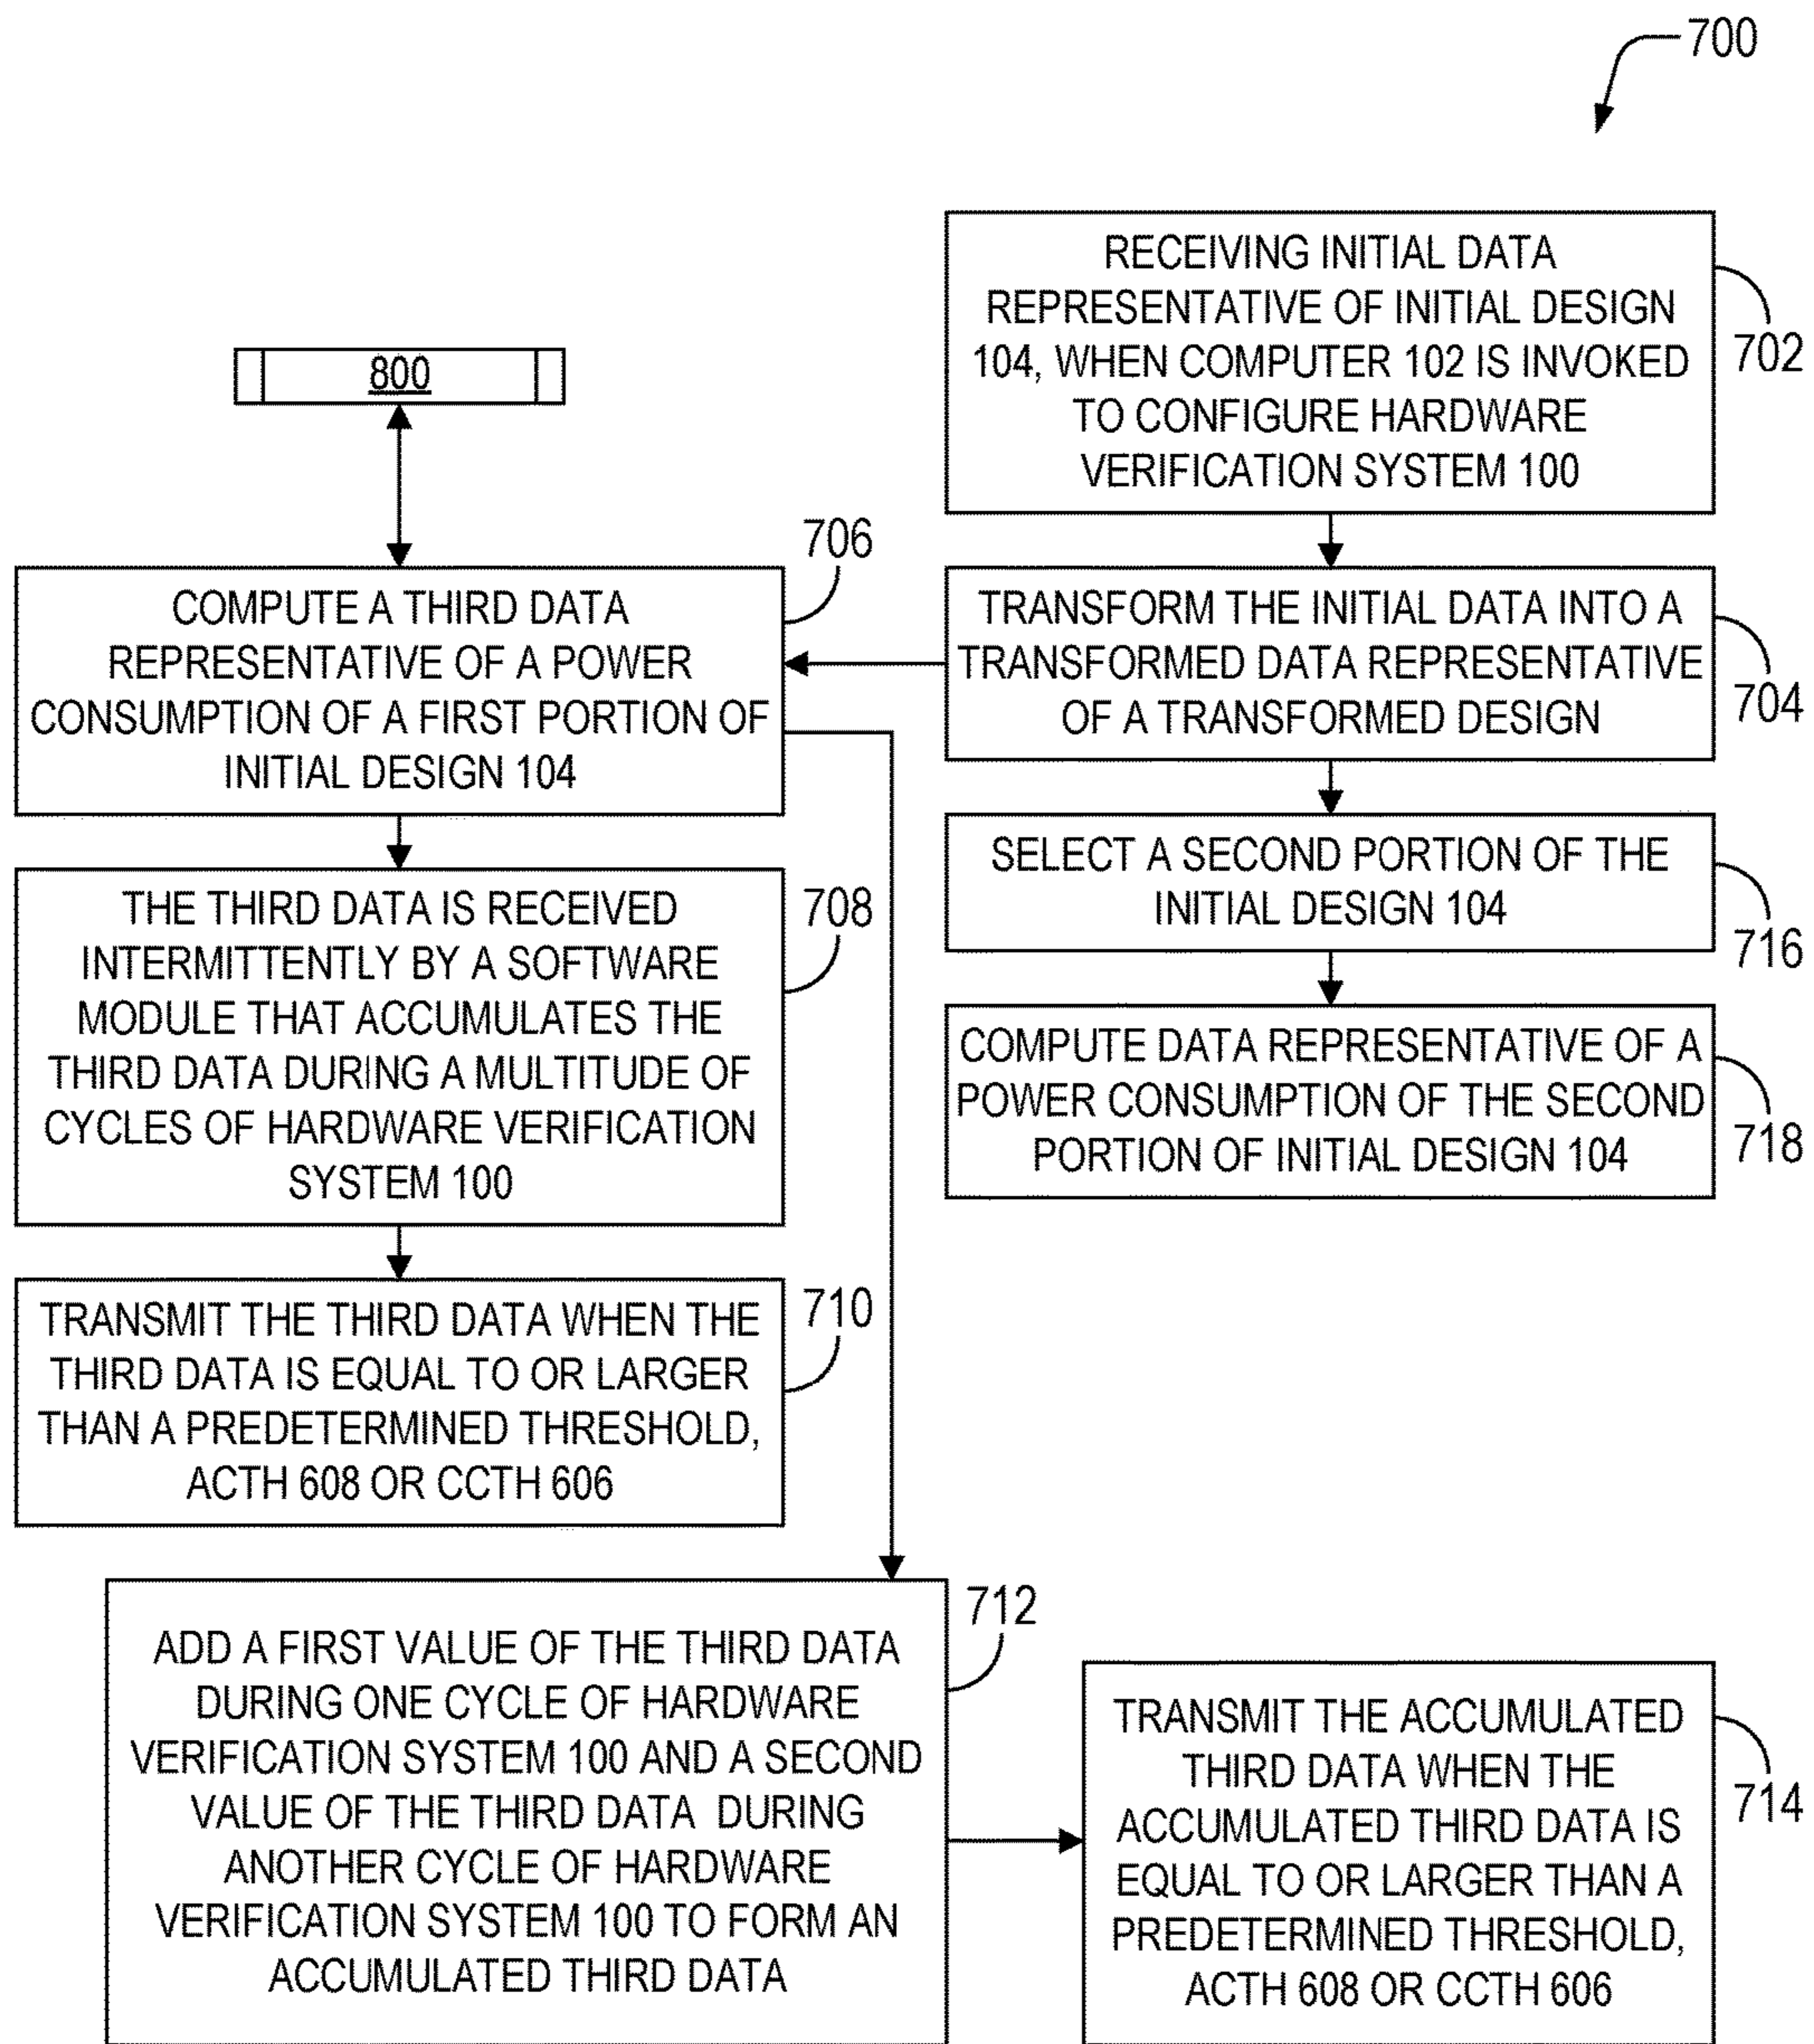 700
RECEIVING INITIAL DATA
REPRESENTATIVE OF INITIAL DESIGN
104, WHEN COMPUTER 102 IS INVOKED
TO CONFIGURE HARDWARE
VERIFICATION SYSTEM 100
702
800
706
COMPUTE A THIRD DATA
REPRESENTATIVE OF A POWER
CONSUMPTION OF A FIRST PORTION OF
INITIAL DESIGN 104
TRANSFORM THE INITIAL DATA INTO A
TRANSFORMED DATA REPRESENTATIVE
OF A TRANSFORMED DESIGN
704
SELECT A SECOND PORTION OF THE
INITIAL DESIGN 104
716
THE THIRD DATA IS RECEIVED
INTERMITTENTLY BY A SOFTWARE
MODULE THAT ACCUMULATES THE
THIRD DATA DURING A MULTITUDE OF
CYCLES OF HARDWARE VERIFICATION
SYSTEM 100
708
COMPUTE DATA REPRESENTATIVE OF A
POWER CONSUMPTION OF THE SECOND
PORTION OF INITIAL DESIGN 104
718
TRANSMIT THE THIRD DATA WHEN THE
THIRD DATA IS EQUAL TO OR LARGER
THAN A PREDETERMINED THRESHOLD,
ACTH 608 OR CCTH 606
710
ADD A FIRST VALUE OF THE THIRD DATA
DURING ONE CYCLE OF HARDWARE
VERIFICATION SYSTEM 100 AND A SECOND
VALUE OF THE THIRD DATA DURING
ANOTHER CYCLE OF HARDWARE
VERIFICATION SYSTEM 100 TO FORM AN
ACCUMULATED THIRD DATA
712
TRANSMIT THE ACCUMULATED
THIRD DATA WHEN THE
ACCUMULATED THIRD DATA IS
EQUAL TO OR LARGER THAN A
PREDETERMINED THRESHOLD,
ACTH 608 OR CCTH 606
714